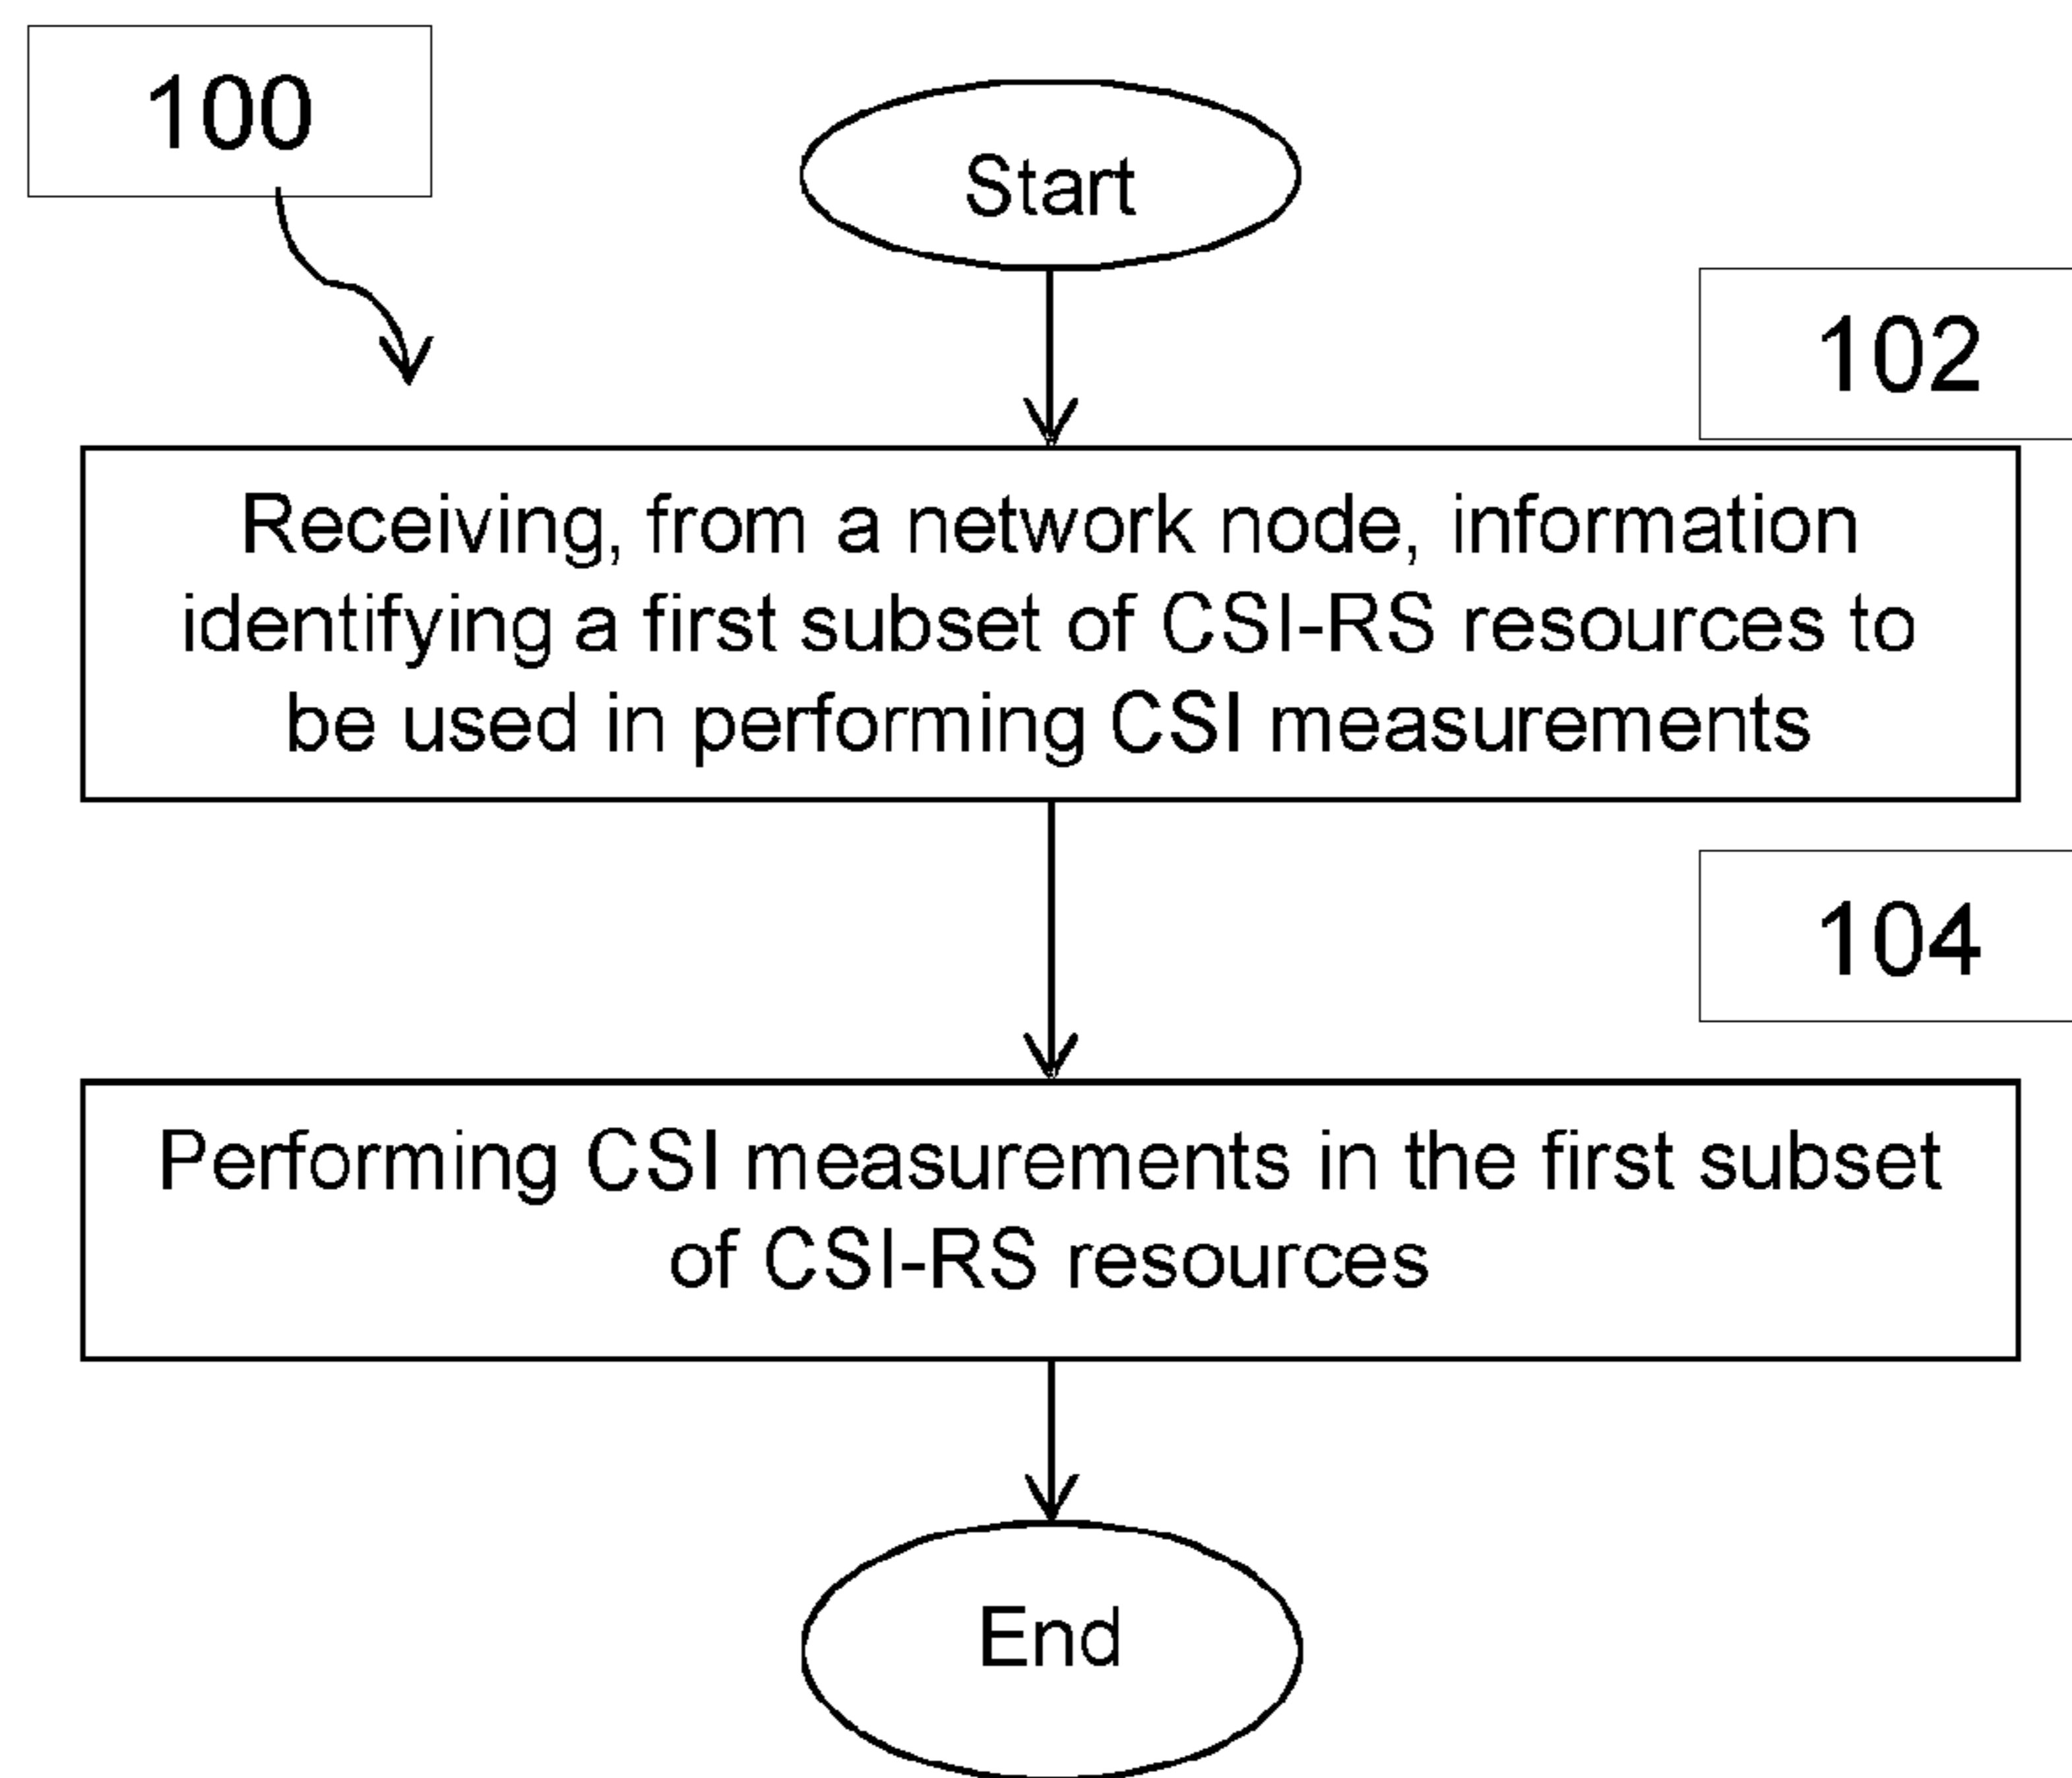 100
Start
102
Receiving, from a network node, information
identifying a first subset of CSI-RS resources to
be used in performing CSI measurements
104
Performing CSI measurements in the first subset
of CSI-RS resources
End